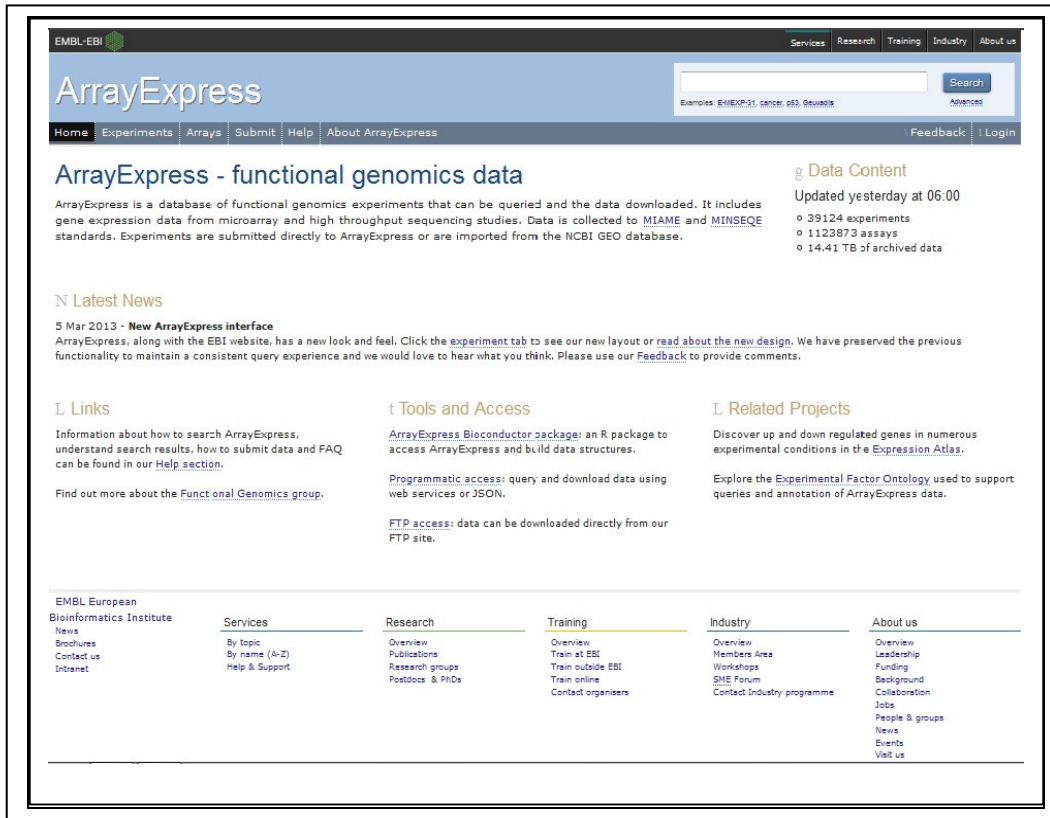 EMBL-EBI
Services Research Training Industry About us
ArrayExpress
Search
Examples: E-MEXP-31, cancer, p53, Geuvadis
Advanced
Home Experiments Arrays Submit Help About ArrayExpress
Feedback Login
ArrayExpress - functional genomics data
ArrayExpress is a database of functional genomics experiments that can be queried and the data downloaded. It includes
gene expression data from microarray and high throughput sequencing studies. Data is collected to MIAME and MINSEQE
standards. Experiments are submitted directly to ArrayExpress or are imported from the NCBI GEO database.
g Data Content
Updated yesterday at 06:00
39124 experiments
1123873 assays
14.41 TB of archived data
N Latest News
5 Mar 2013 - New ArrayExpress interface
ArrayExpress, along with the EBI website, has a new look and feel. Click the experiment tab to see our new layout or read about the new design. We have preserved the previous
functionality to maintain a consistent query experience and we would love to hear what you think. Please use our Feedback to provide comments.
L Links
Information about how to search ArrayExpress,
understand search results, how to submit data and FAQ
can be found in our Help section.
Find out more about the Functional Genomics group.
t Tools and Access
ArrayExpress Bioconductor package: an R package to
access ArrayExpress and build data structures.
Programmatic access: query and download data using
web services or JSON.
FTP access: data can be downloaded directly from our
FTP site.
L Related Projects
Discover up and down regulated genes in numerous
experimental conditions in the Expression Atlas.
Explore the Experimental Factor Ontology used to support
queries and annotation of ArrayExpress data.
EMBL European
Bioinformatics Institute
News
Brochures
Contact us
Intranet
Services
By topic
By name (A-Z)
Help & Support
Research
Overview
Publications
Research groups
Postdocs & PhDs
Training
Overview
Train at EBI
Train outside EBI
Train online
Contact organisers
Industry
Overview
Members Area
Workshops
SME Forum
Contact Industry programme
About us
Overview
Leadership
Funding
Background
Collaboration
Jobs
People & groups
News
Events
Visit us